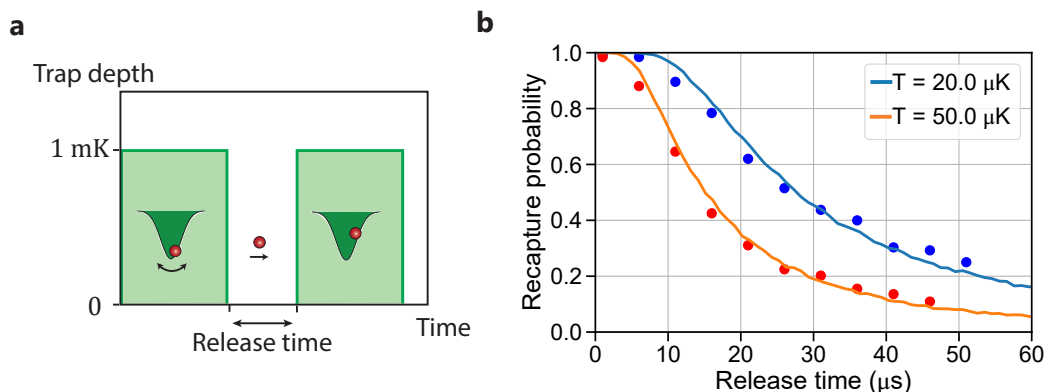 a
Trap depth
1 mK
0
Time
Release time
b
Recapture probability
1.0
0.8
0.6
0.4
0.2
0.0
0
10
20
30
40
50
60
Release time (μs)
T = 20.0 μK
T = 50.0 μK